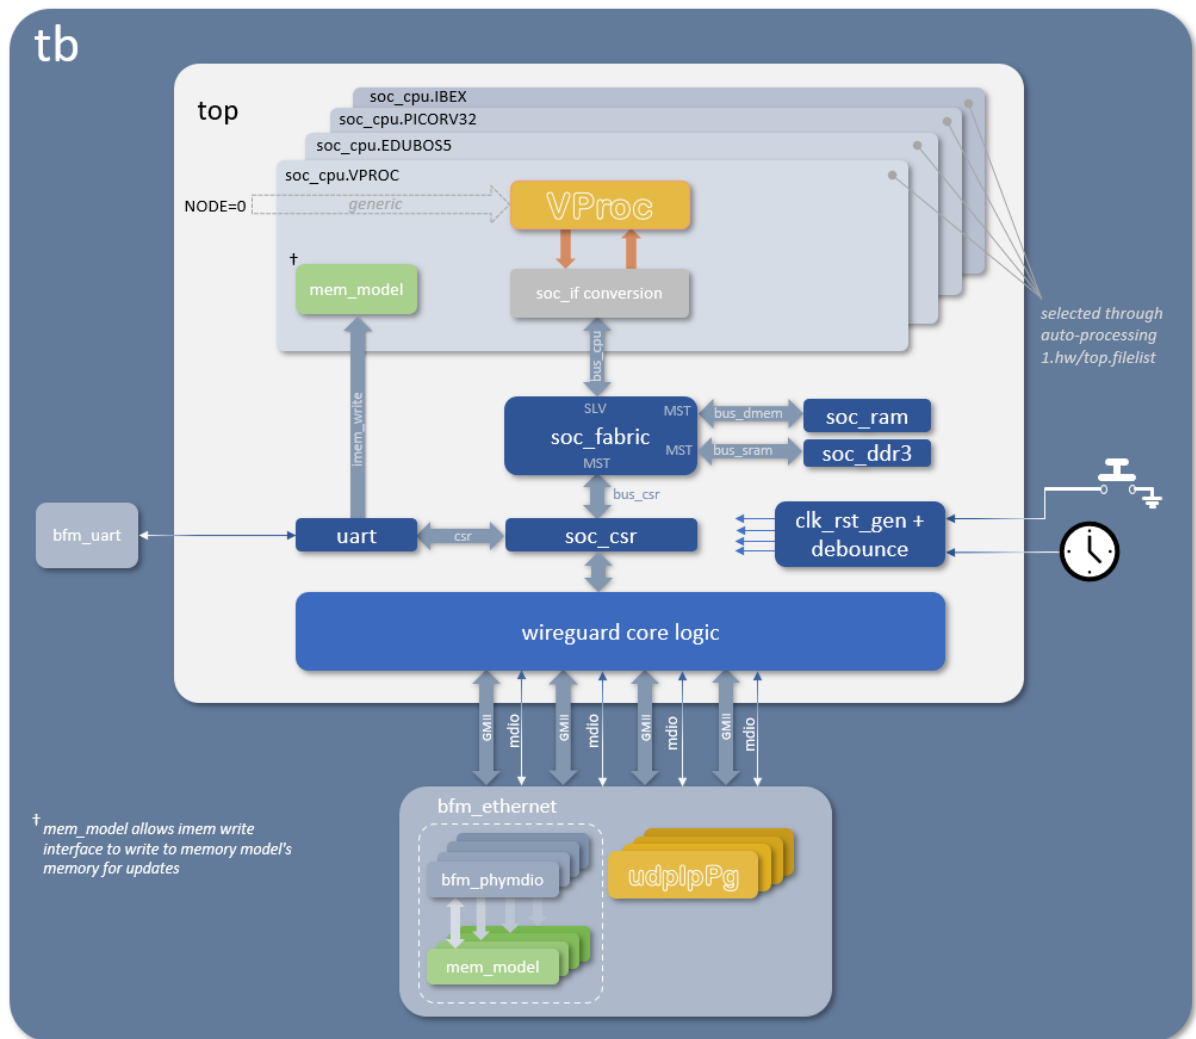 tb
top
soc_cpu.IBEX
soc_cpu.PICORV32
soc_cpu.EDUBOS5
soc_cpu.VPROC
NODE=0
generic
VProc
†
mem_model
soc_if conversion
selected through
auto-processing
1.hw/top.filelist
bus_cpu
imem_write
SLV
MST
soc_fabric
MST
MST
bus_dmem
soc_ram
bus_sram
soc_ddr3
bus_csr
bfm_uart
uart
csr
soc_csr
clk_rst_gen +
debounce
wireguard core logic
GMII
mdio
GMII
mdio
GMII
mdio
GMII
mdio
bfm_ethernet
† mem_model allows imem write
interface to write to memory model's
memory for updates
bfm_phymdio
udpIpPg
mem_model